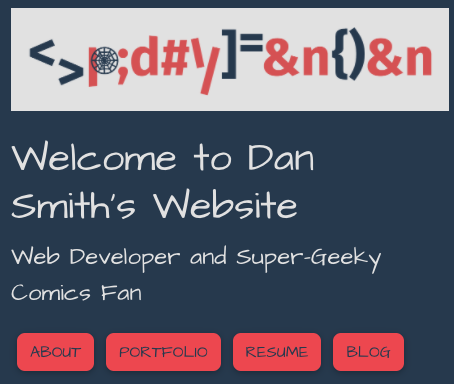 <>p;d#y]=&n{}&n
Welcome to Dan
Smith's Website
Web Developer and Super-Geeky
Comics Fan
ABOUT PORTFOLIO RESUME BLOG